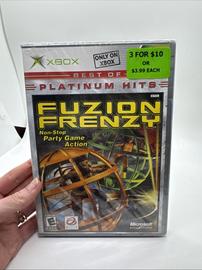 XBOX
ONLY ON
XBOX
3 FOR $10
OR
$3.99 EACH
BEST OF
PLATINUM HITS
FUZION
FRENZY
Non-Stop
Party Game
Action
E
Microsoft